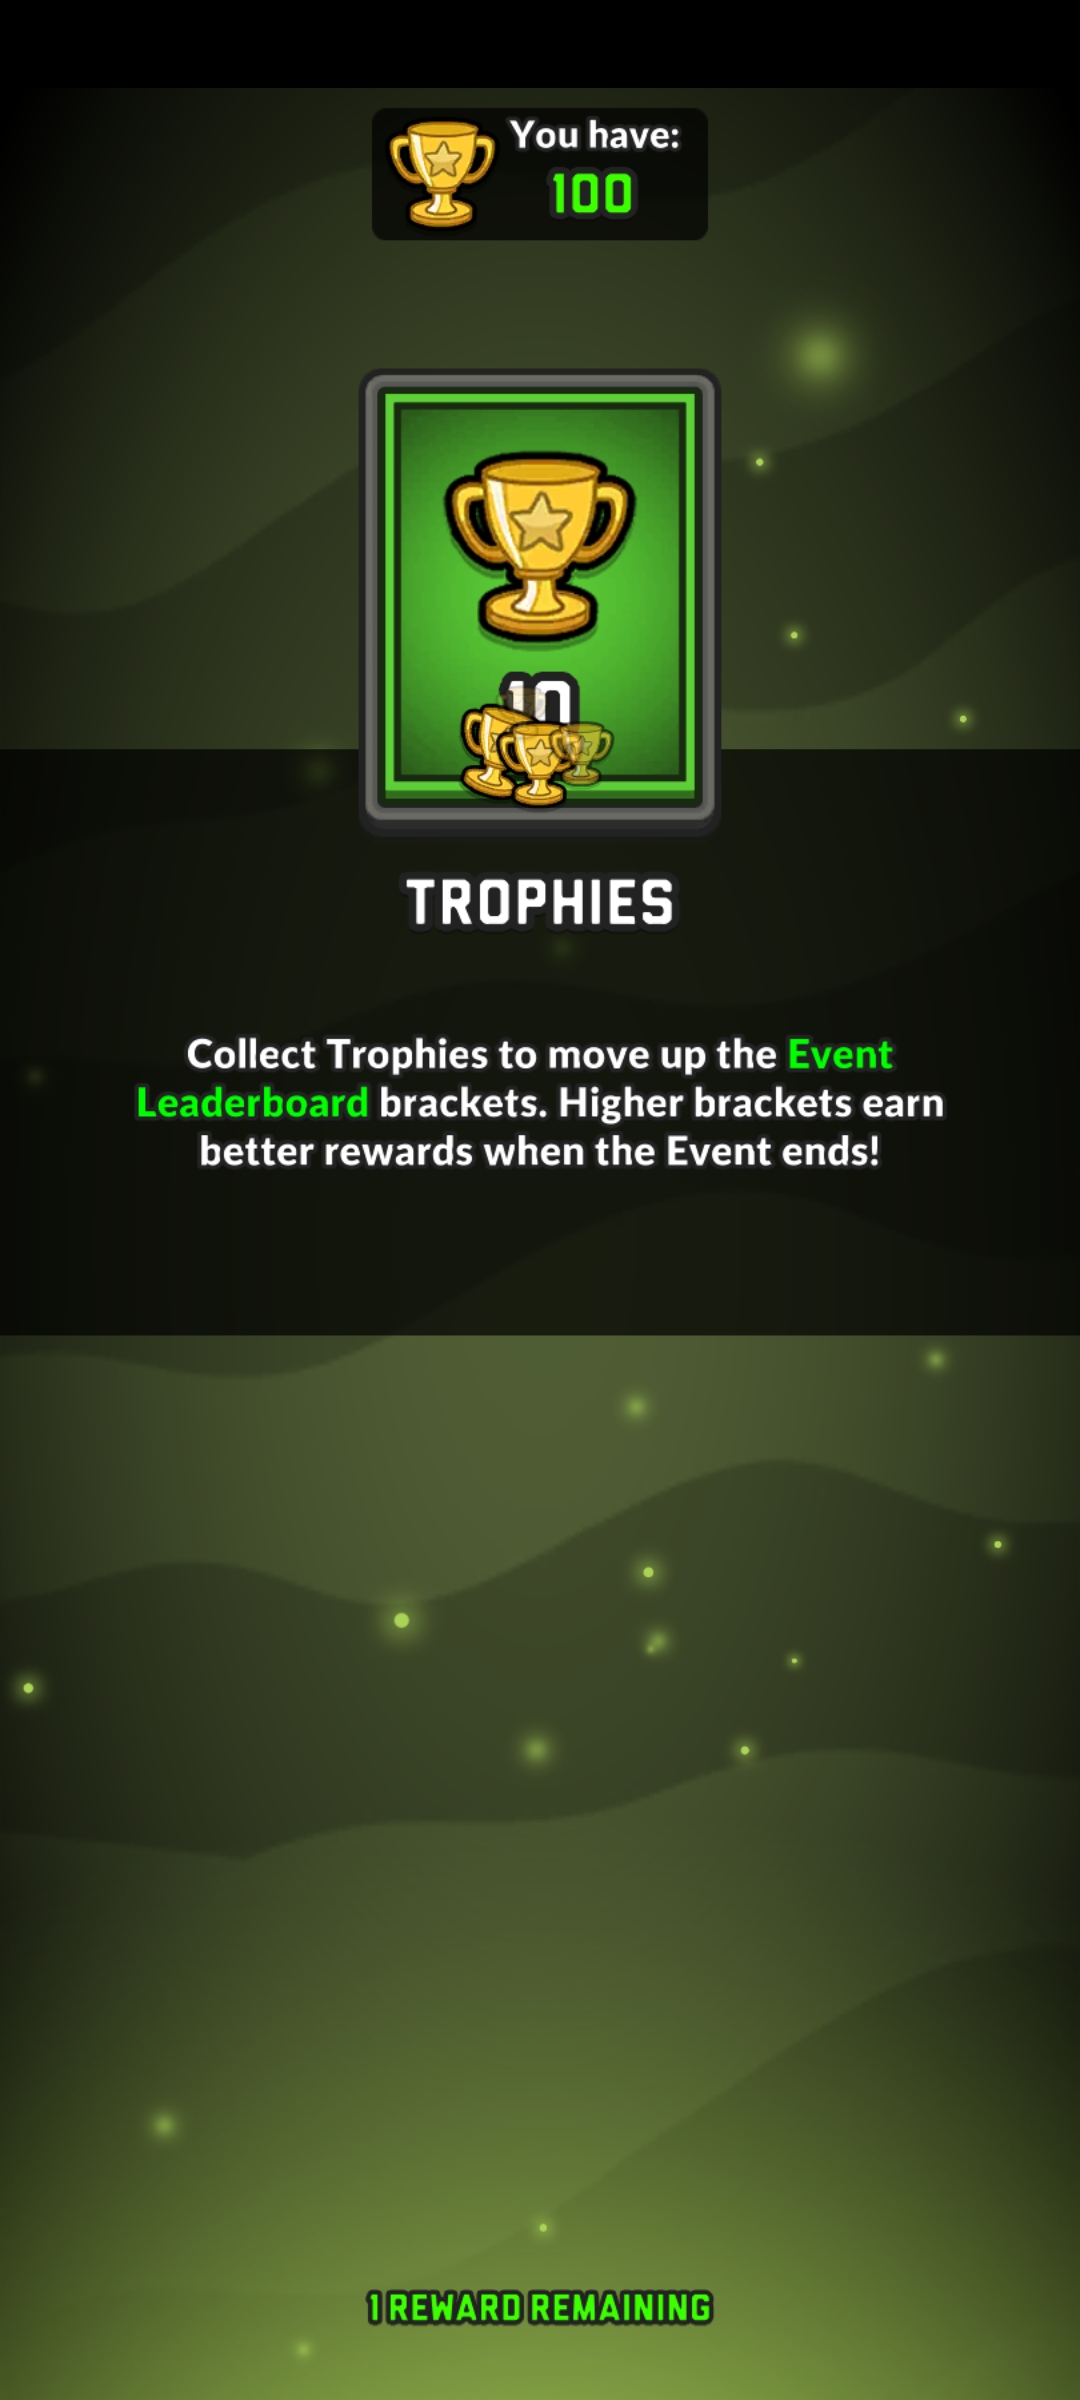 You have:
100
10
TROPHIES
Collect Trophies to move up the Event
Leaderboard brackets. Higher brackets earn
better rewards when the Event ends!
1 REWARD REMAINING